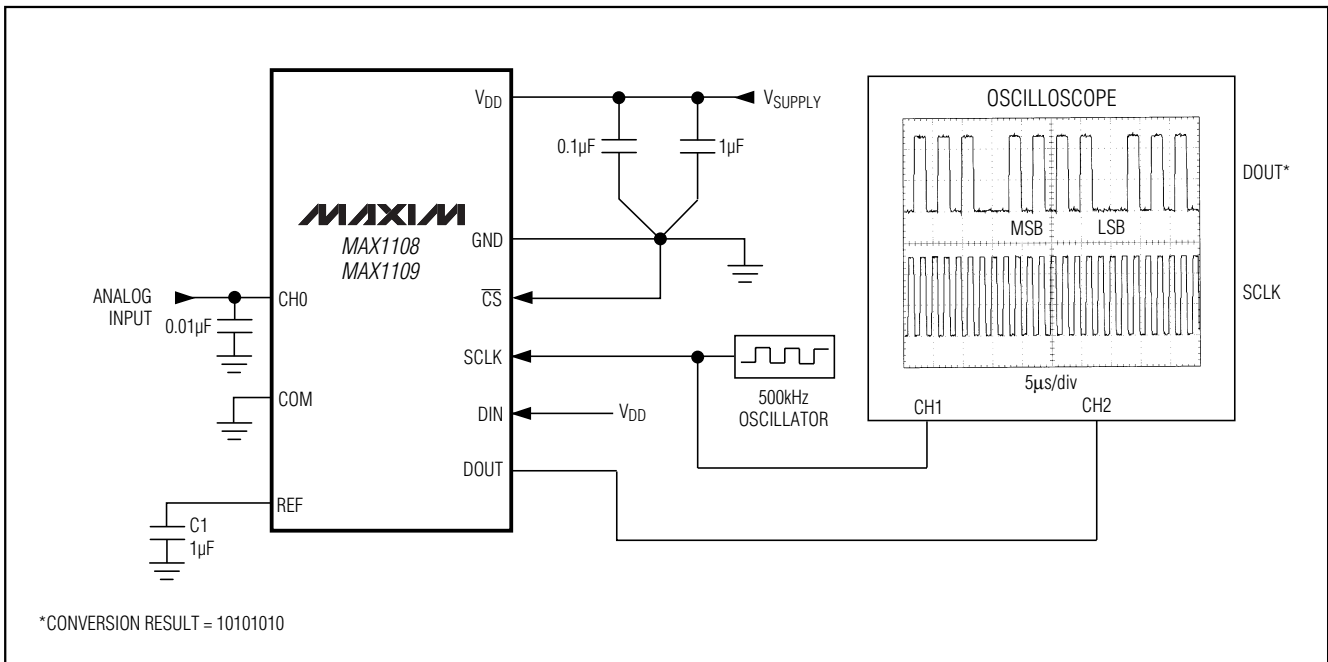 VDD
VSUPPLY
0.1µF
1µF
OSCILLOSCOPE
DOUT*
MSB
LSB
SCLK
5µs/div
CH1
CH2
MAXIM
MAX1108
MAX1109
GND
CS
ANALOG
INPUT
CH0
0.01µF
SCLK
500kHz
OSCILLATOR
COM
DIN
VDD
DOUT
REF
C1
1µF
*CONVERSION RESULT = 10101010